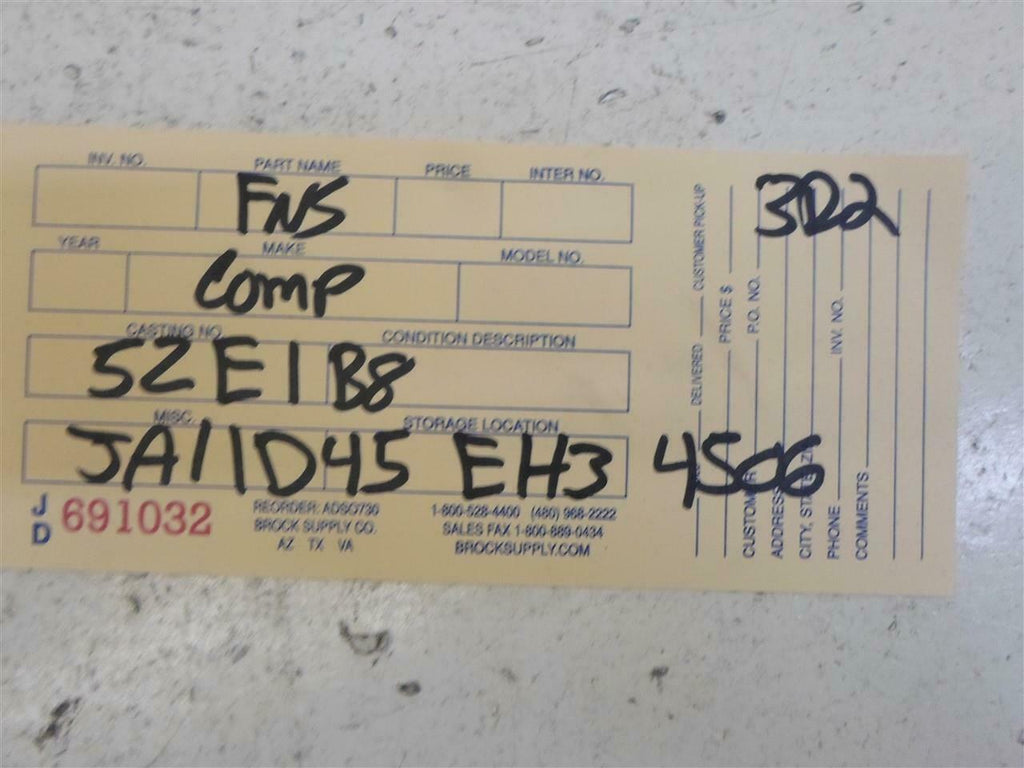 INV. NO. PART NAME PRICE INTER NO.
FNS
YEAR MAKE MODEL NO.
COMP
CASTING NO. CONDITION DESCRIPTION
5ZE1B8
MISC. STORAGE LOCATION
JA11D45 EH3 4506
JD 691032
REORDER: ADSO730
BROCK SUPPLY CO.
AZ TX VA
1-800-528-4400 (480) 968-2222
SALES FAX 1-800-889-0434
BROCKSUPPLY.COM
3D2
DELIVERED CUSTOMER PICK-UP
PRICE $
CUSTOMER P.O. NO.
ADDRESS
CITY, STATE, ZIP
PHONE INV. NO.
COMMENTS